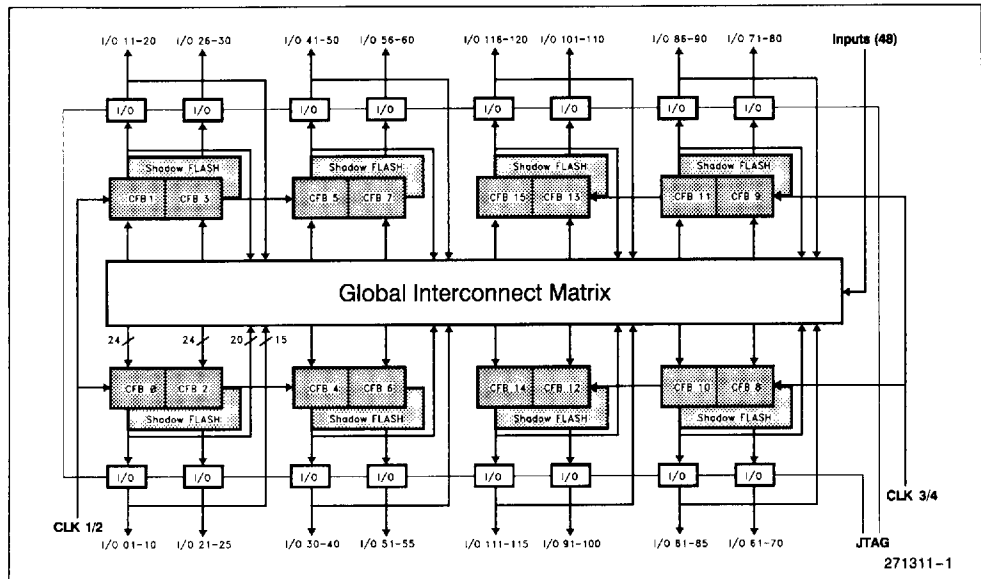 I/O 11-20 I/O 26-30 I/O 41-50 I/O 56-60 I/O 116-120 I/O 101-110 I/O 86-90 I/O 71-80 Inputs (48)
I/O I/O I/O I/O I/O I/O I/O I/O
Shadow FLASH Shadow FLASH Shadow FLASH Shadow FLASH
CFB 1 CFB 3 CFB 5 CFB 7 CFB 15 CFB 13 CFB 11 CFB 9
Global Interconnect Matrix
24 24 20 15
CFB 0 CFB 2 CFB 4 CFB 6 CFB 14 CFB 12 CFB 10 CFB 8
Shadow FLASH Shadow FLASH Shadow FLASH Shadow FLASH
I/O I/O I/O I/O I/O I/O I/O I/O
CLK 1/2 CLK 3/4
I/O 01-10 I/O 21-25 I/O 30-40 I/O 51-55 I/O 111-115 I/O 91-100 I/O 81-85 I/O 61-70 JTAG
271311-1